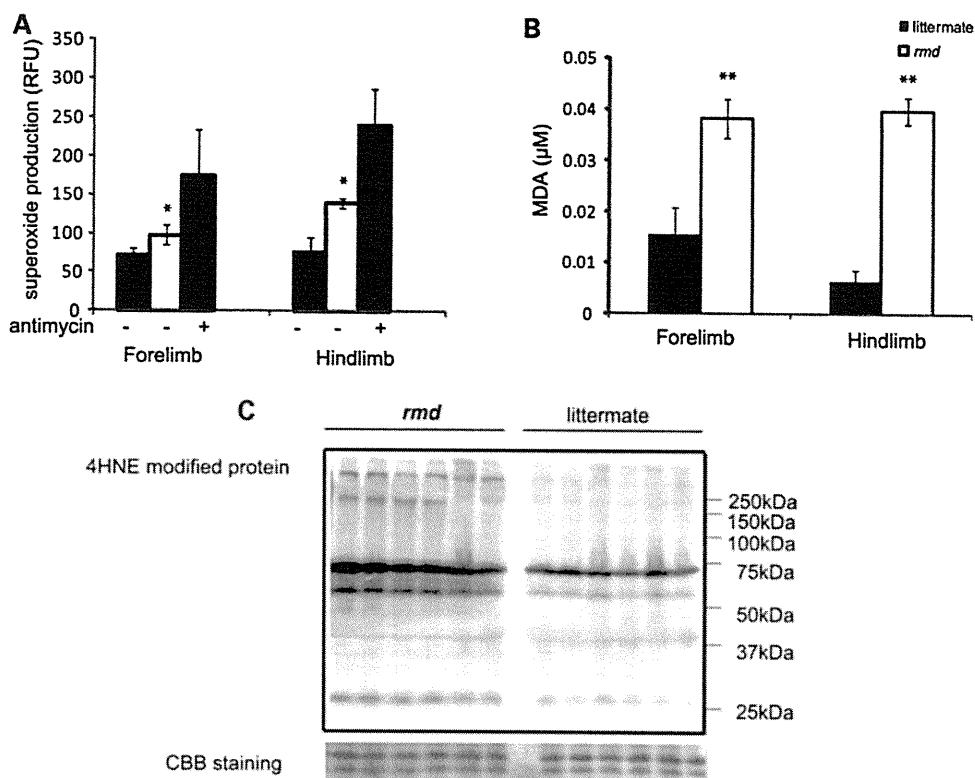 A
superoxide production (RFU)
350
300
250
200
150
100
50
0
*
*
antimycin - - + - - +
Forelimb Hindlimb
B
littermate
rmd
MDA (µM)
0.05
0.04
0.03
0.02
0.01
0
**
**
Forelimb Hindlimb
C
rmd littermate
4HNE modified protein
250kDa
150kDa
100kDa
75kDa
50kDa
37kDa
25kDa
CBB staining